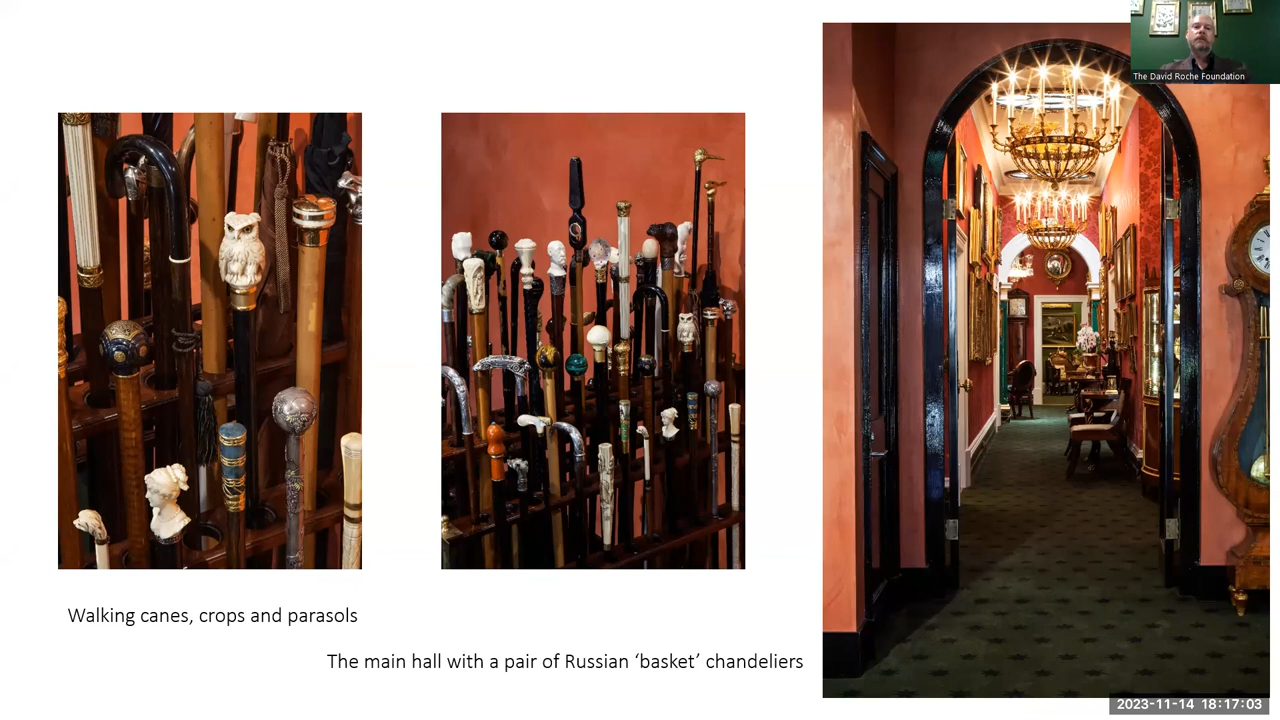 The David Roche Foundation
Walking canes, crops and parasols
The main hall with a pair of Russian ‘basket’ chandeliers
2023-11-14 18:17:03